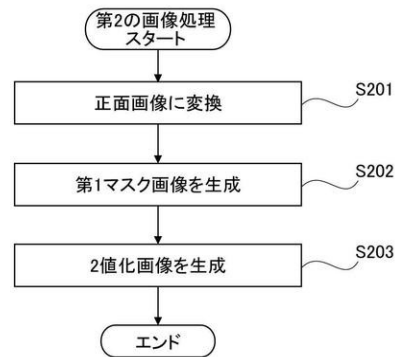 第2の画像処理
スタート
正面画像に変換
S201
第1マスク画像を生成
S202
2値化画像を生成
S203
エンド